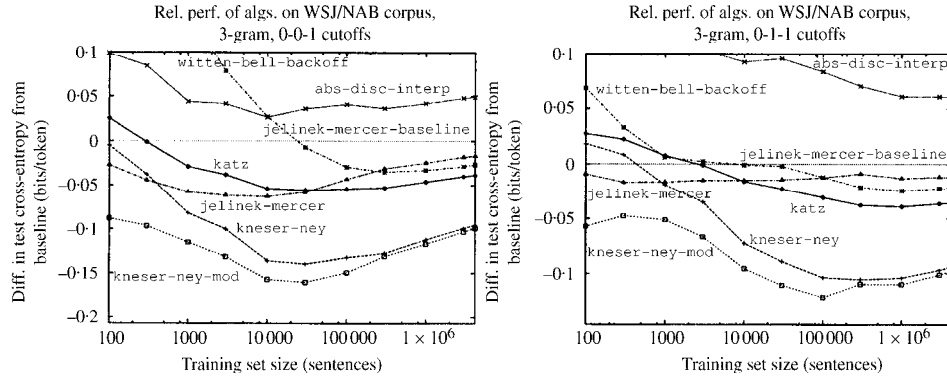 Rel. perf. of algs. on WSJ/NAB corpus,
3-gram, 0-0-1 cutoffs
Diff. in test cross-entropy from
baseline (bits/token)
0·1
0·05
0
−0·05
−0·1
−0·15
−0·2
witten-bell-backoff
abs-disc-interp
jelinek-mercer-baseline
katz
jelinek-mercer
kneser-ney
kneser-ney-mod
100
1000
10 000
100 000
1 × 10⁶
Training set size (sentences)
Rel. perf. of algs. on WSJ/NAB corpus,
3-gram, 0-1-1 cutoffs
Diff. in test cross-entropy from
baseline (bits/token)
0·1
0·05
0
−0·05
−0·1
abs-disc-interp
witten-bell-backoff
jelinek-mercer-baseline
jelinek-mercer
katz
kneser-ney
kneser-ney-mod
100
1000
10 000
100 000
1 × 10⁶
Training set size (sentences)